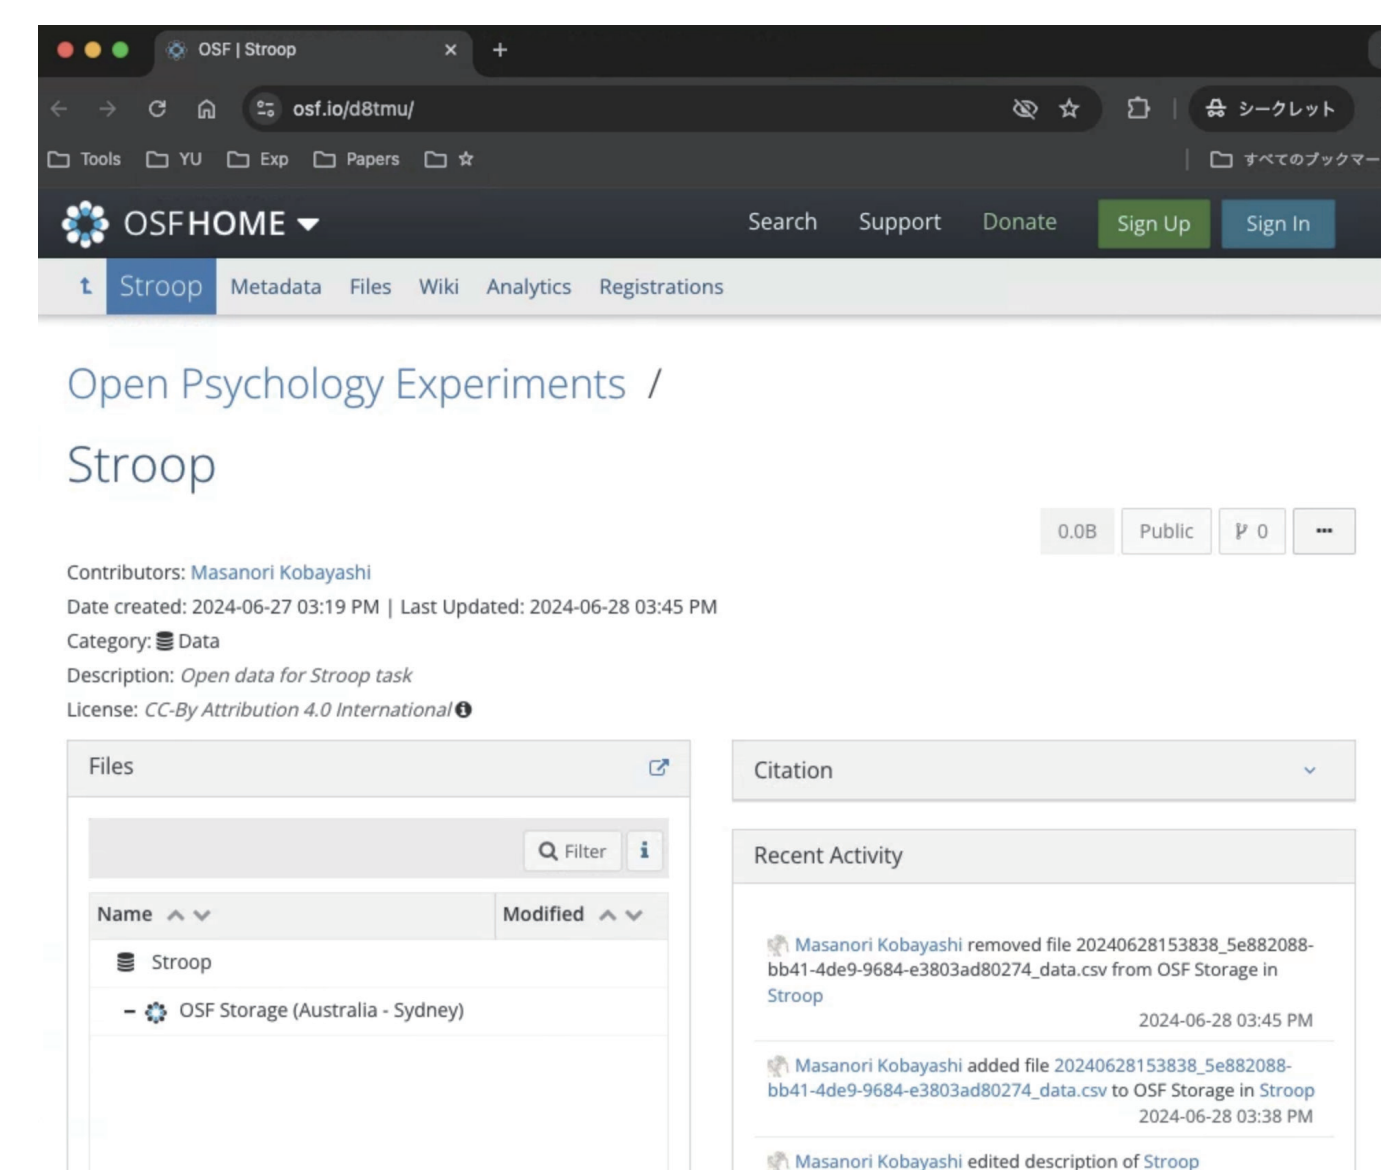 OSF | Stroop
osf.io/d8tmu/
シークレット
Tools YU Exp Papers
すべてのブックマー
OSFHOME
Search Support Donate Sign Up Sign In
Stroop Metadata Files Wiki Analytics Registrations
Open Psychology Experiments /
Stroop
0.0B Public 0
Contributors: Masanori Kobayashi
Date created: 2024-06-27 03:19 PM | Last Updated: 2024-06-28 03:45 PM
Category: Data
Description: Open data for Stroop task
License: CC-By Attribution 4.0 International
Files
Filter
Name Modified
Stroop
OSF Storage (Australia - Sydney)
Citation
Recent Activity
Masanori Kobayashi removed file 20240628153838_5e882088-
bb41-4de9-9684-e3803ad80274_data.csv from OSF Storage in
Stroop
2024-06-28 03:45 PM
Masanori Kobayashi added file 20240628153838_5e882088-
bb41-4de9-9684-e3803ad80274_data.csv to OSF Storage in Stroop
2024-06-28 03:38 PM
Masanori Kobayashi edited description of Stroop